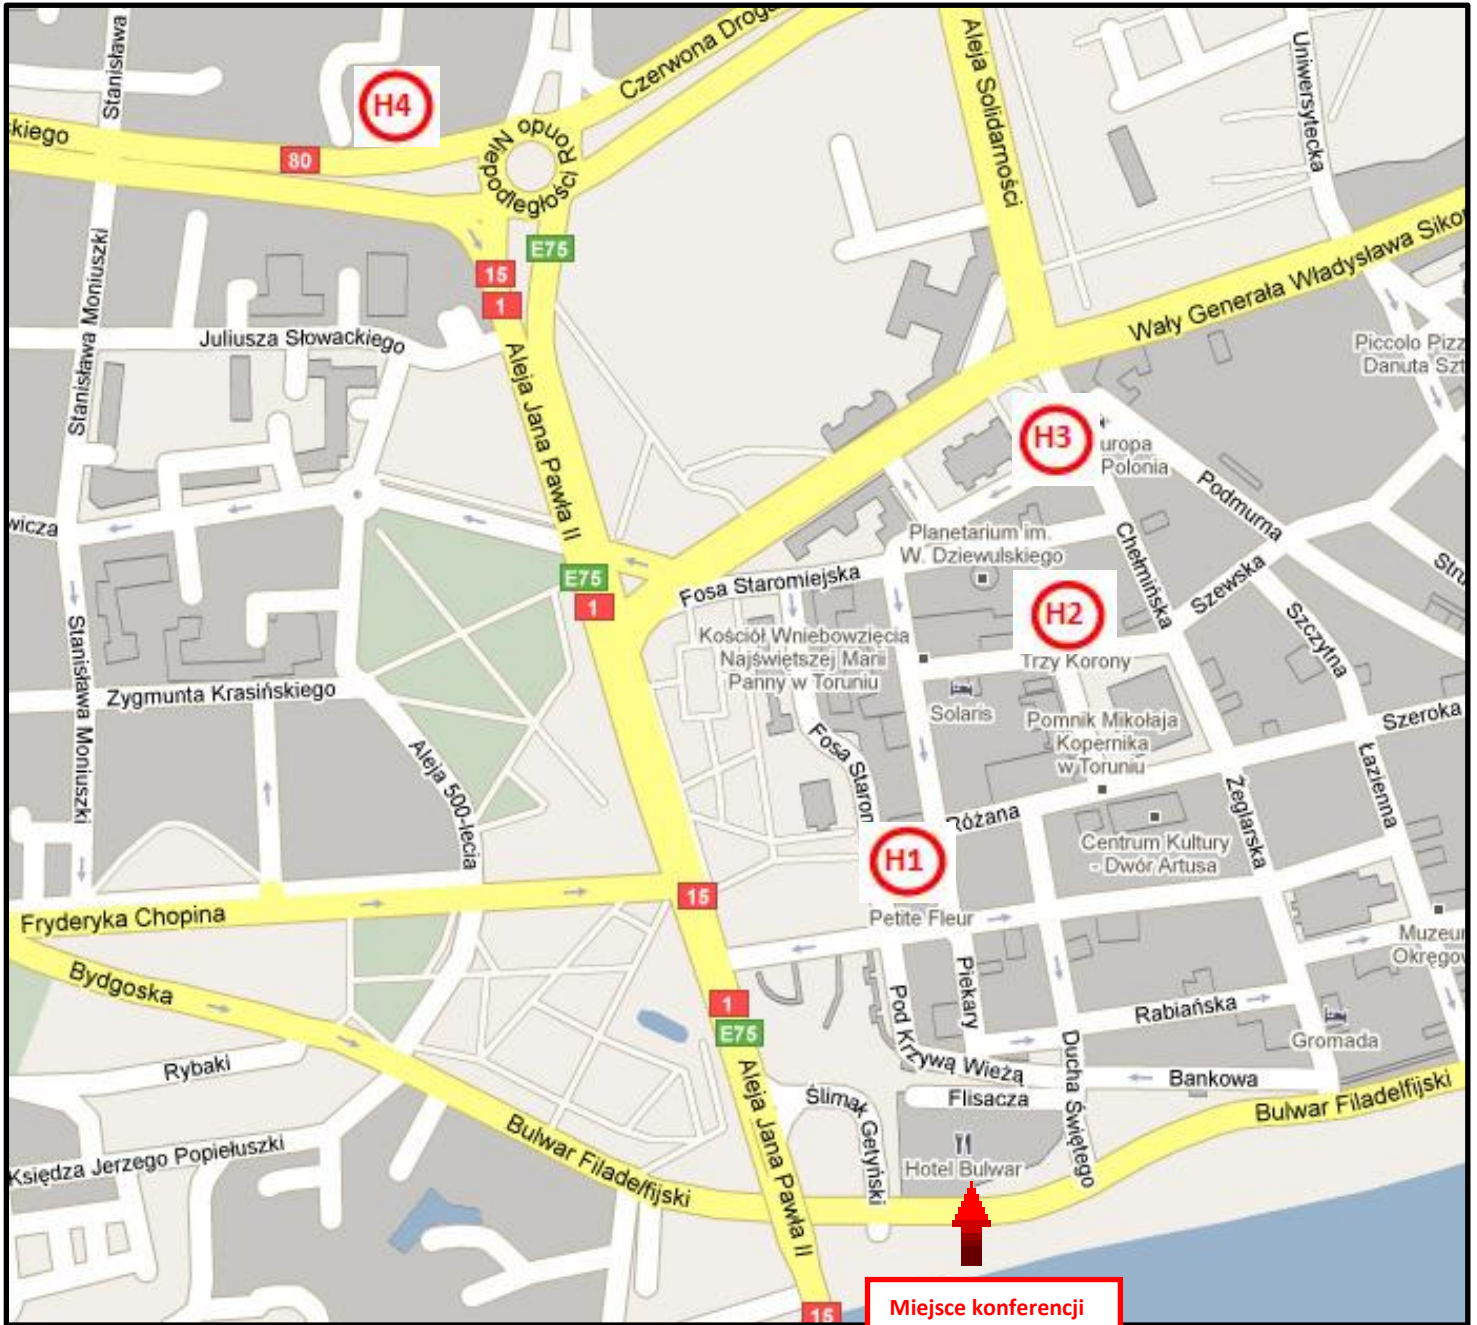 Stanisława
Czerwona Droga
Aleja Solidarności
Uniwersytecka
H4
kiego
80
Rondo
Niepodległości
E75
15
1
Wały Generała Władysława Siko
Stanisława Moniuszki
Juliusza Słowackiego
Piccolo Pizz
Danuta Szt
Aleja Jana Pawła II
H3
uropa
Polonia
Podmurna
wicza
Planetarium im.
W. Dziewulskiego
Chełmińska
E75
1
Fosa Staromiejska
Szewska
Stru
H2
Kościół Wniebowzięcia
Najświętszej Marii
Panny w Toruniu
Trzy Korony
Szczytna
Stanisława Moniuszki
Zygmunta Krasińskiego
Solaris
Pomnik Mikołaja
Kopernika
w Toruniu
Szeroka
Aleja 500-lecia
Fosa Starom
Łazienna
Żeglarska
Różana
Centrum Kultury
- Dwór Artusa
H1
15
Fryderyka Chopina
Petite Fleur
Muzeum
Okręgow
Bydgoska
Piekary
Pod Krzywą Wieżą
1
E75
Rabiańska
Gromada
Rybaki
Ducha Świętego
Bankowa
Aleja Jana Pawła II
Ślimak Getyński
Flisacza
Bulwar Filadelfijski
Bulwar Filadelfijski
Księdza Jerzego Popiełuszki
Hotel Bulwar
15
Miejsce konferencji